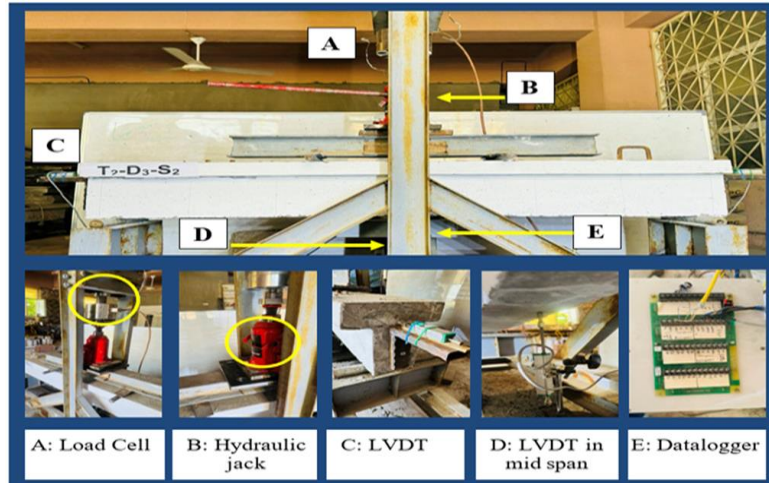 A
B
C
T2-D3-S2
D
E
A: Load Cell
B: Hydraulic
jack
C: LVDT
D: LVDT in
mid span
E: Datalogger